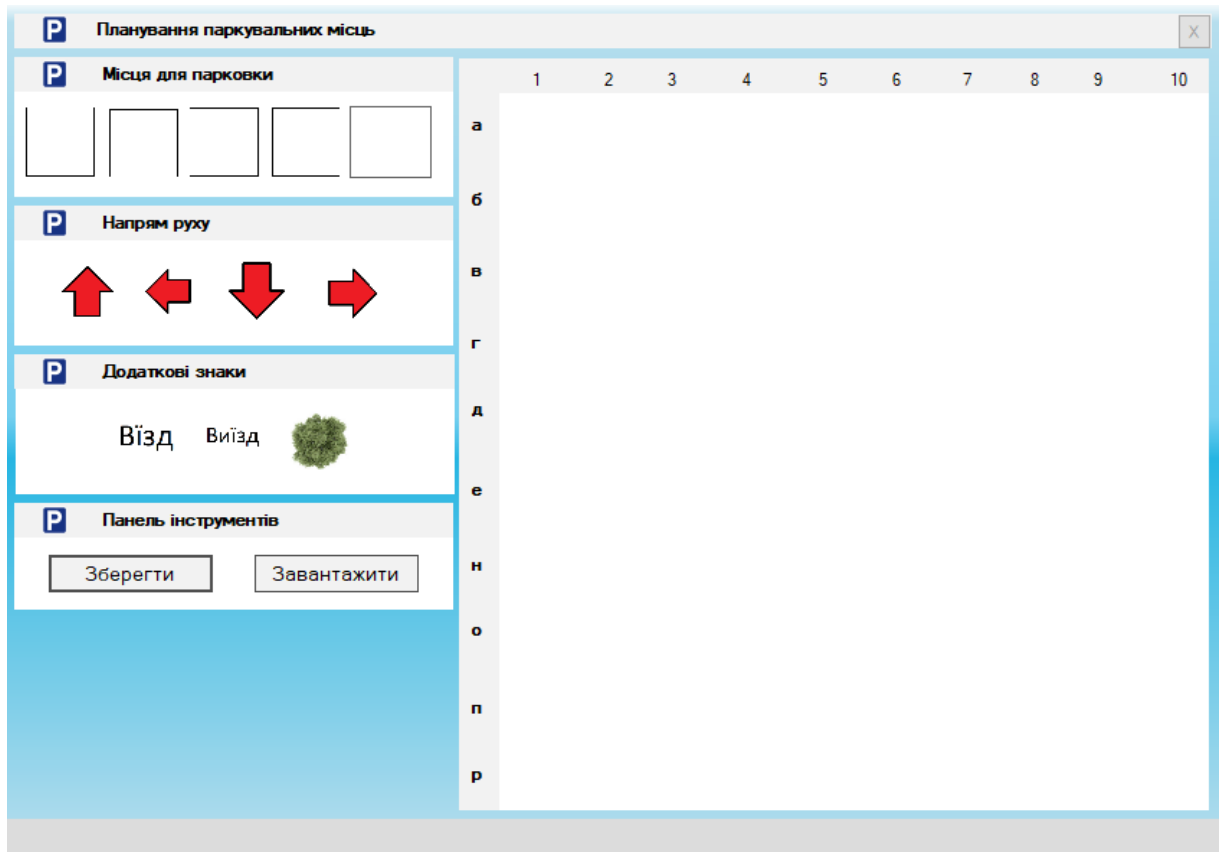 P Планування паркувальних місць X
P Місця для парковки
P Напрям руху
P Додаткові знаки
Вїзд Виїзд
P Панель інструментів
Зберегти Завантажити
1 2 3 4 5 6 7 8 9 10
а
б
в
г
д
е
н
о
п
р